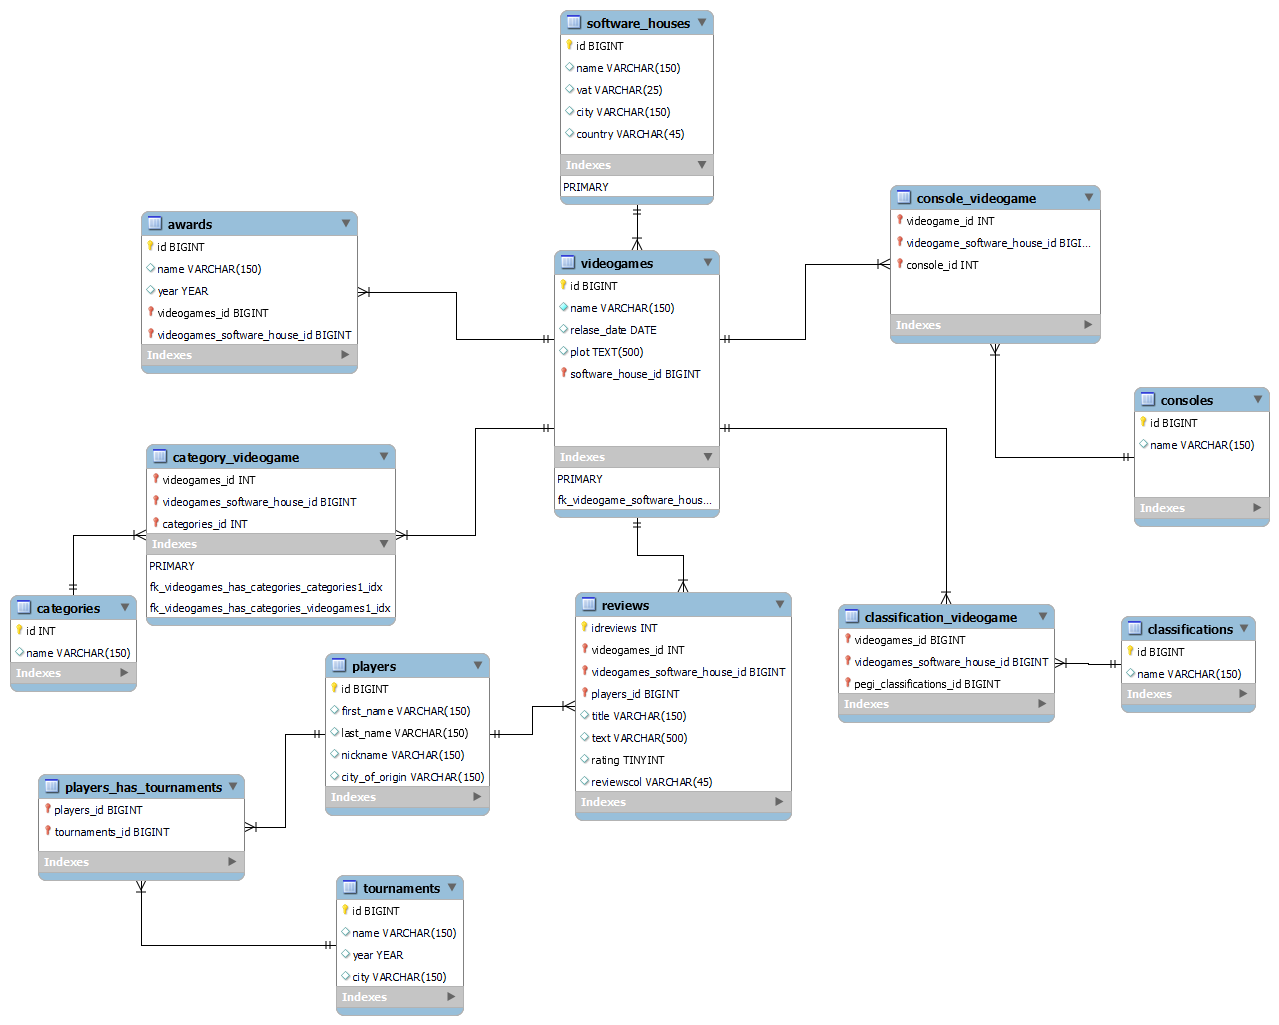 software_houses
id BIGINT
name VARCHAR(150)
vat VARCHAR(25)
city VARCHAR(150)
country VARCHAR(45)
Indexes
PRIMARY
console_videogame
videogame_id INT
videogame_software_house_id BIGI...
console_id INT
Indexes
awards
id BIGINT
name VARCHAR(150)
year YEAR
videogames_id BIGINT
videogames_software_house_id BIGINT
Indexes
videogames
id BIGINT
name VARCHAR(150)
relase_date DATE
plot TEXT(500)
software_house_id BIGINT
Indexes
PRIMARY
fk_videogame_software_hous...
consoles
id BIGINT
name VARCHAR(150)
Indexes
category_videogame
videogames_id INT
videogames_software_house_id BIGINT
categories_id INT
Indexes
PRIMARY
fk_videogames_has_categories_categories1_idx
fk_videogames_has_categories_videogames1_idx
categories
id INT
name VARCHAR(150)
Indexes
reviews
idreviews INT
videogames_id INT
videogames_software_house_id BIGINT
players_id BIGINT
title VARCHAR(150)
text VARCHAR(500)
rating TINYINT
reviewscol VARCHAR(45)
Indexes
classification_videogame
videogames_id BIGINT
videogames_software_house_id BIGINT
pegi_classifications_id BIGINT
Indexes
classifications
id BIGINT
name VARCHAR(150)
Indexes
players
id BIGINT
first_name VARCHAR(150)
last_name VARCHAR(150)
nickname VARCHAR(150)
city_of_origin VARCHAR(150)
Indexes
players_has_tournaments
players_id BIGINT
tournaments_id BIGINT
Indexes
tournaments
id BIGINT
name VARCHAR(150)
year YEAR
city VARCHAR(150)
Indexes